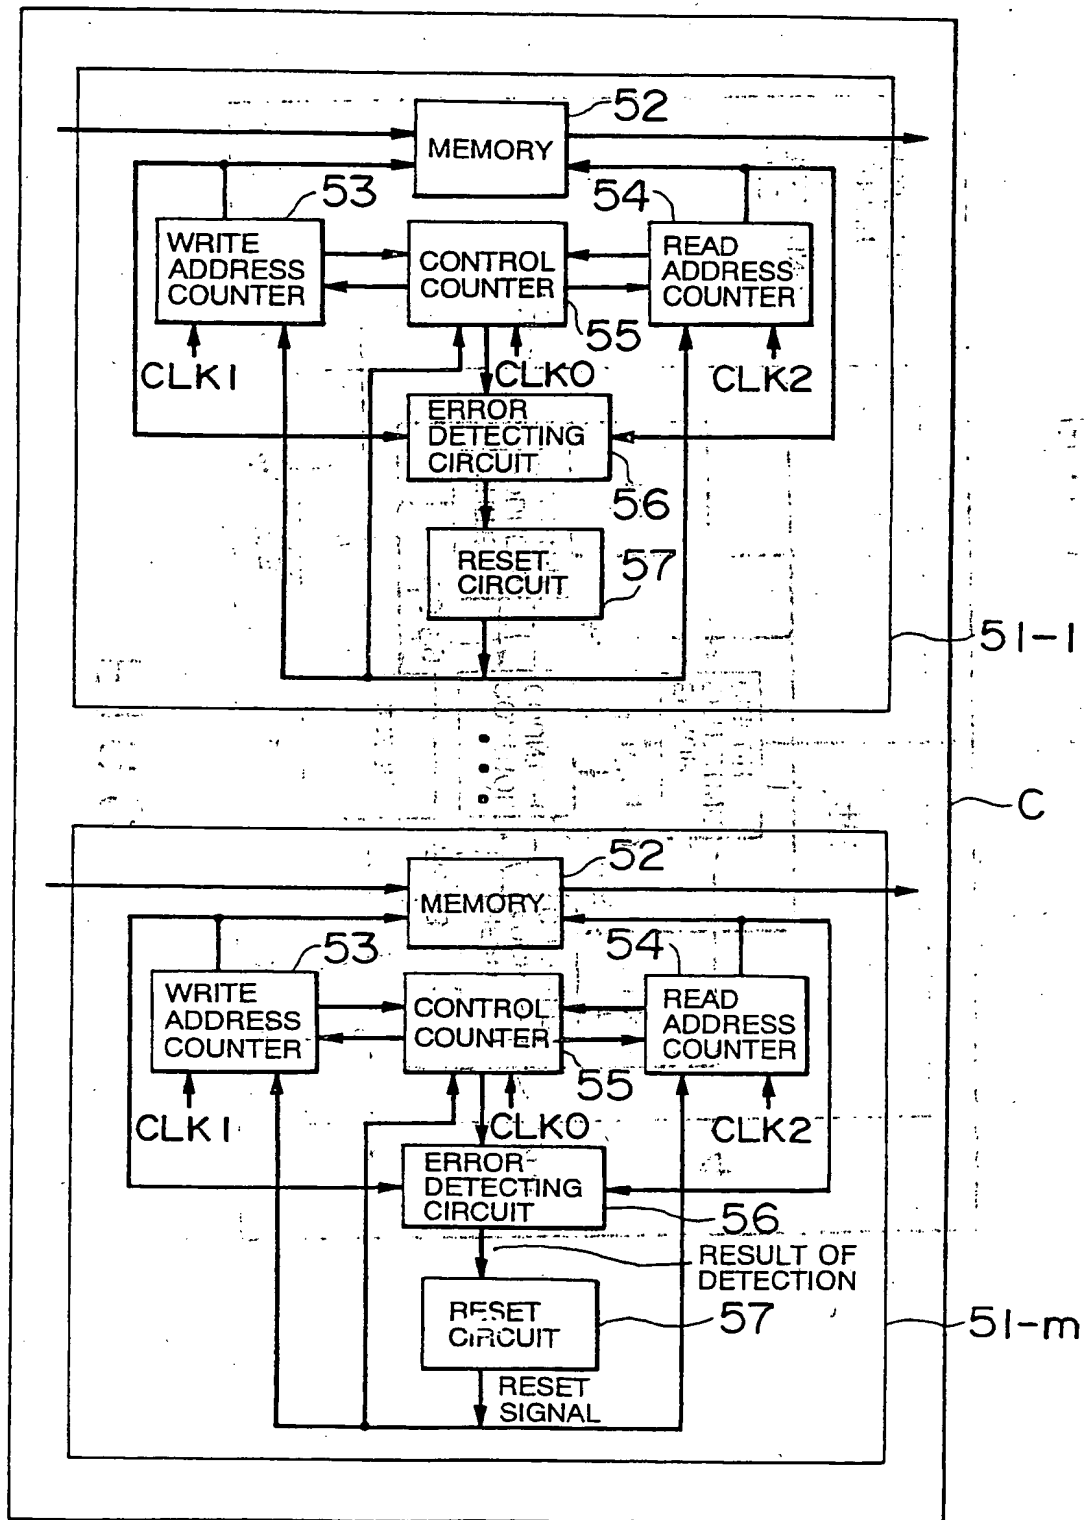 52
MEMORY
53
54
WRITE
ADDRESS
COUNTER
CONTROL
COUNTER
READ
ADDRESS
COUNTER
55
CLK1
CLK0
CLK2
ERROR
DETECTING
CIRCUIT
56
RESET
CIRCUIT
57
51-1
C
52
MEMORY
53
54
WRITE
ADDRESS
COUNTER
CONTROL
COUNTER
READ
ADDRESS
COUNTER
55
CLK1
CLK0
CLK2
ERROR
DETECTING
CIRCUIT
56
RESULT OF
DETECTION
RESET
CIRCUIT
57
51-m
RESET
SIGNAL